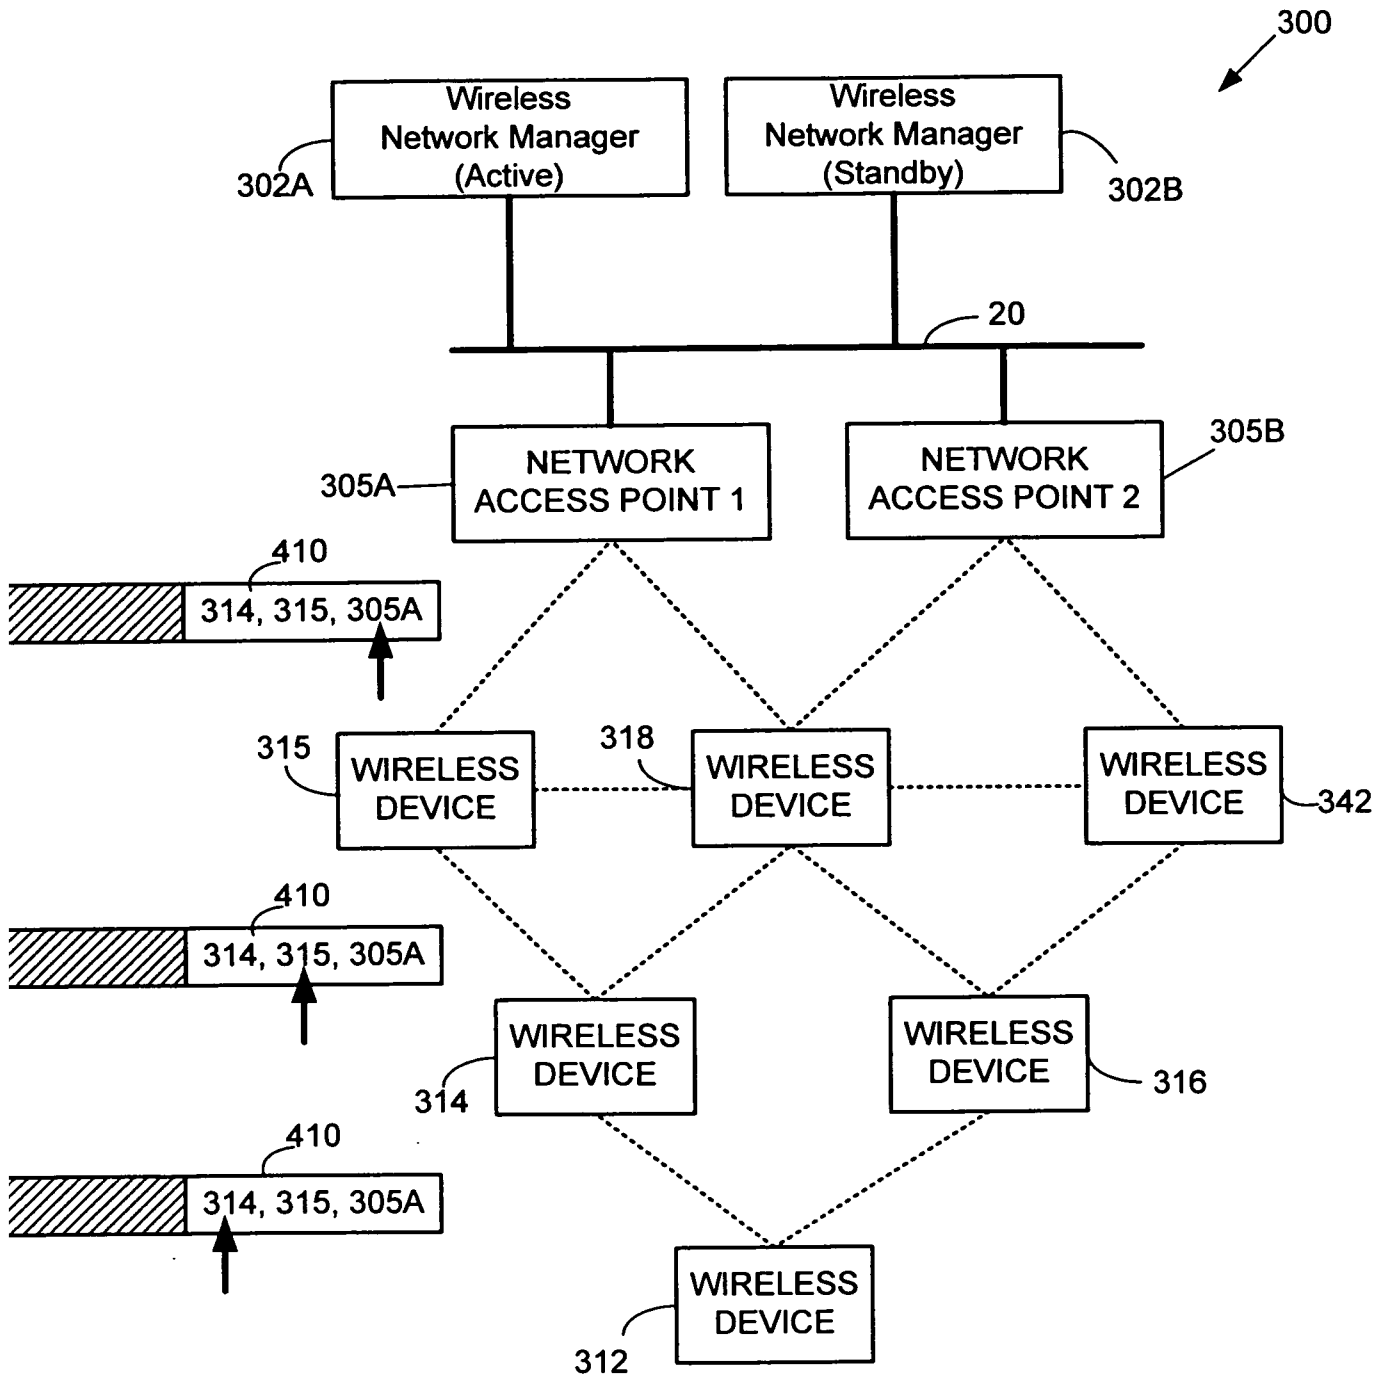 300
Wireless
Network Manager
(Active)
302A
Wireless
Network Manager
(Standby)
302B
20
NETWORK
ACCESS POINT 1
305A
NETWORK
ACCESS POINT 2
305B
410
314, 315, 305A
315
WIRELESS
DEVICE
318
WIRELESS
DEVICE
WIRELESS
DEVICE
342
410
314, 315, 305A
WIRELESS
DEVICE
314
WIRELESS
DEVICE
316
410
314, 315, 305A
WIRELESS
DEVICE
312